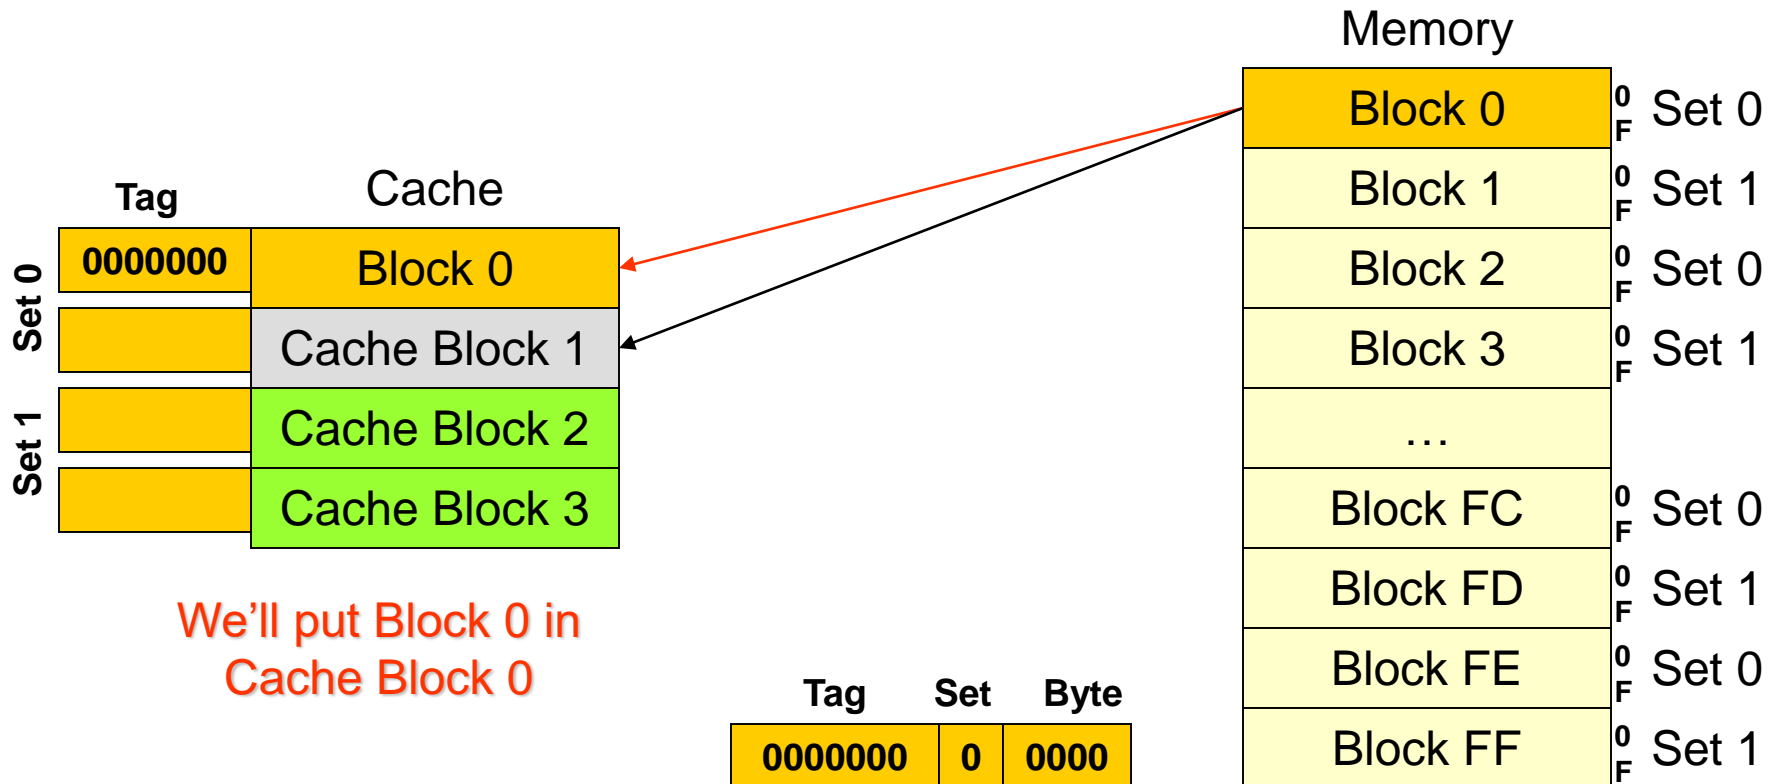 Memory
Block 0 0 F Set 0
Block 1 0 F Set 1
Block 2 0 F Set 0
Block 3 0 F Set 1
…
Block FC 0 F Set 0
Block FD 0 F Set 1
Block FE 0 F Set 0
Block FF 0 F Set 1
Tag Cache
Set 0
0000000 Block 0
Cache Block 1
Set 1
Cache Block 2
Cache Block 3
We’ll put Block 0 in
Cache Block 0
Tag Set Byte
0000000 0 0000